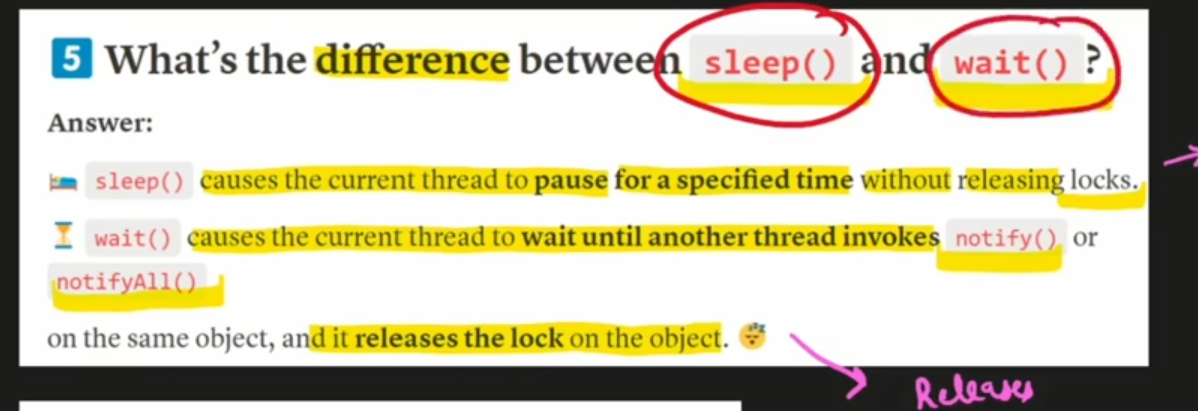 5 What's the difference between sleep() and wait() ?
Answer:
🛌 sleep() causes the current thread to pause for a specified time without releasing locks.
⏳ wait() causes the current thread to wait until another thread invokes notify() or
notifyAll()
on the same object, and it releases the lock on the object. 😴
Releases